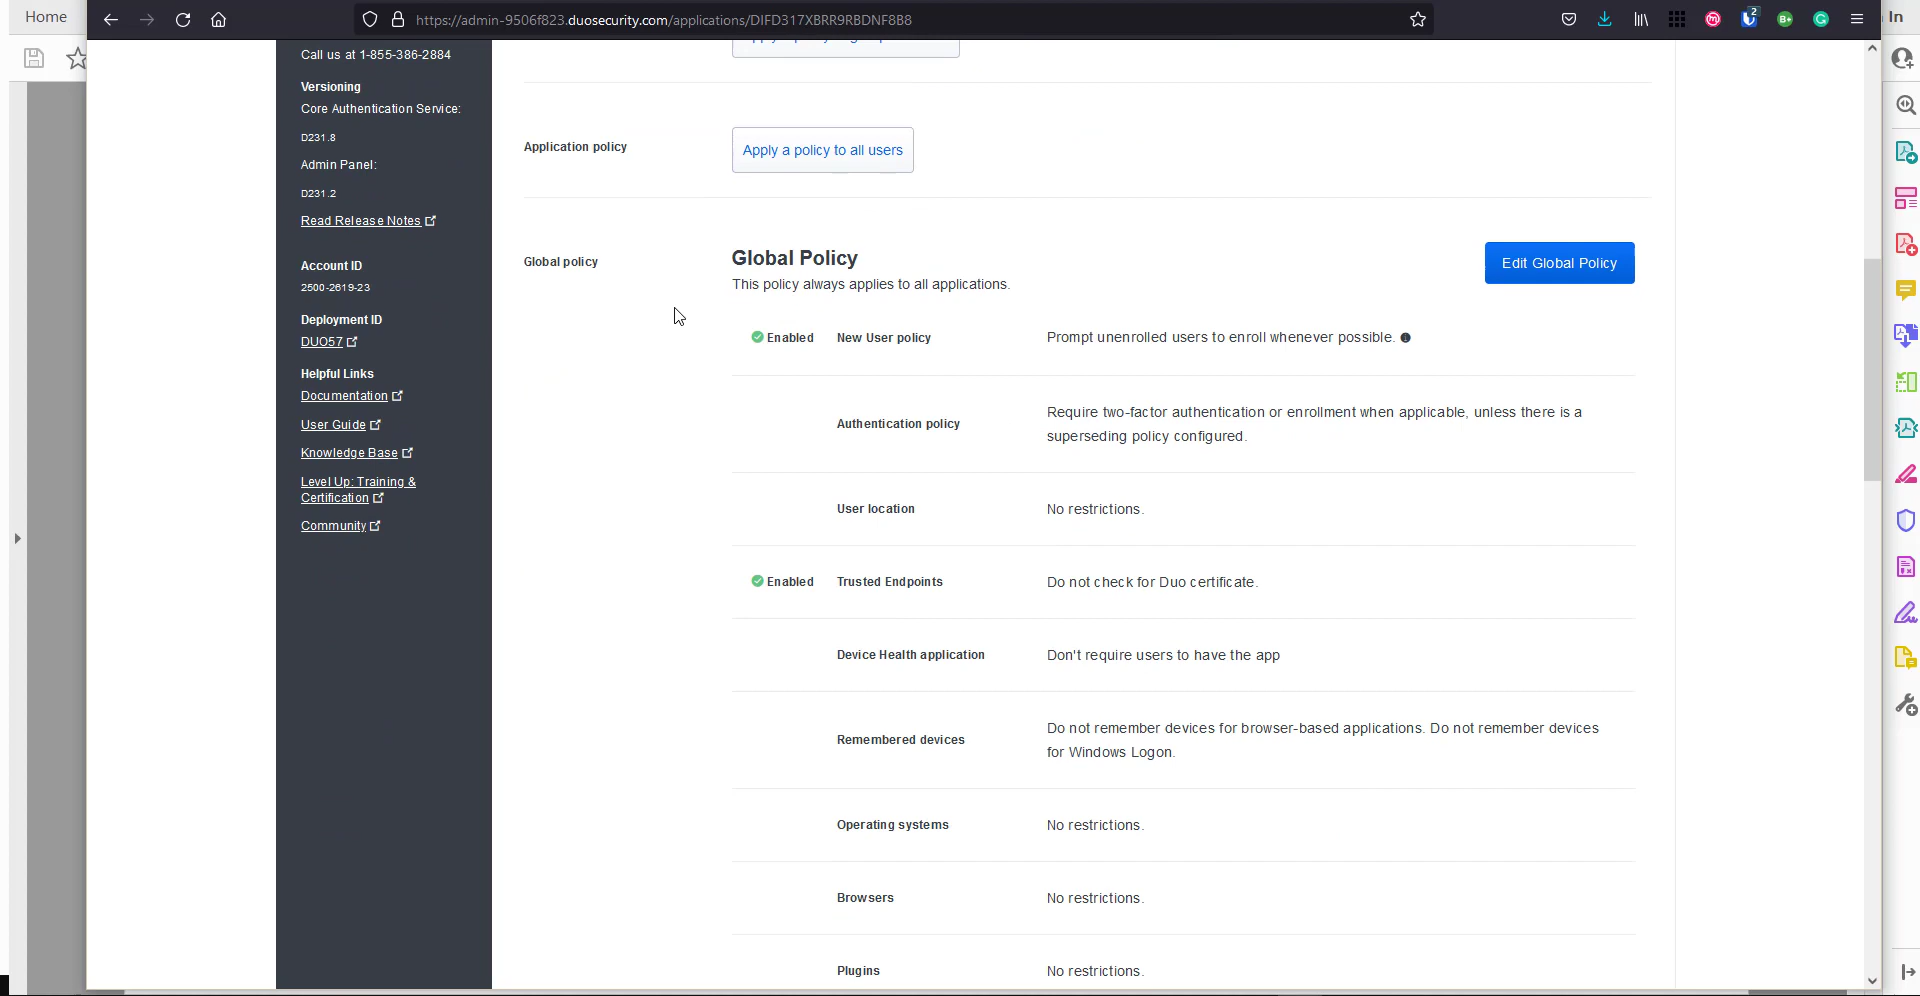 Home
https://admin-9506f823.duosecurity.com/applications/DIFD317XBRR9RBDNF8B8
2
In
Call us at 1-855-386-2884
Versioning
Core Authentication Service:
D231.8
Admin Panel:
D231.2
Read Release Notes
Account ID
2500-2619-23
Deployment ID
DUO57
Helpful Links
Documentation
User Guide
Knowledge Base
Level Up: Training &
Certification
Community
Application policy
Apply a policy to all users
Global policy
Global Policy
This policy always applies to all applications.
Edit Global Policy
Enabled New User policy Prompt unenrolled users to enroll whenever possible.
Authentication policy Require two-factor authentication or enrollment when applicable, unless there is a
superseding policy configured.
User location No restrictions.
Enabled Trusted Endpoints Do not check for Duo certificate.
Device Health application Don't require users to have the app
Remembered devices Do not remember devices for browser-based applications. Do not remember devices
for Windows Logon.
Operating systems No restrictions.
Browsers No restrictions.
Plugins No restrictions.